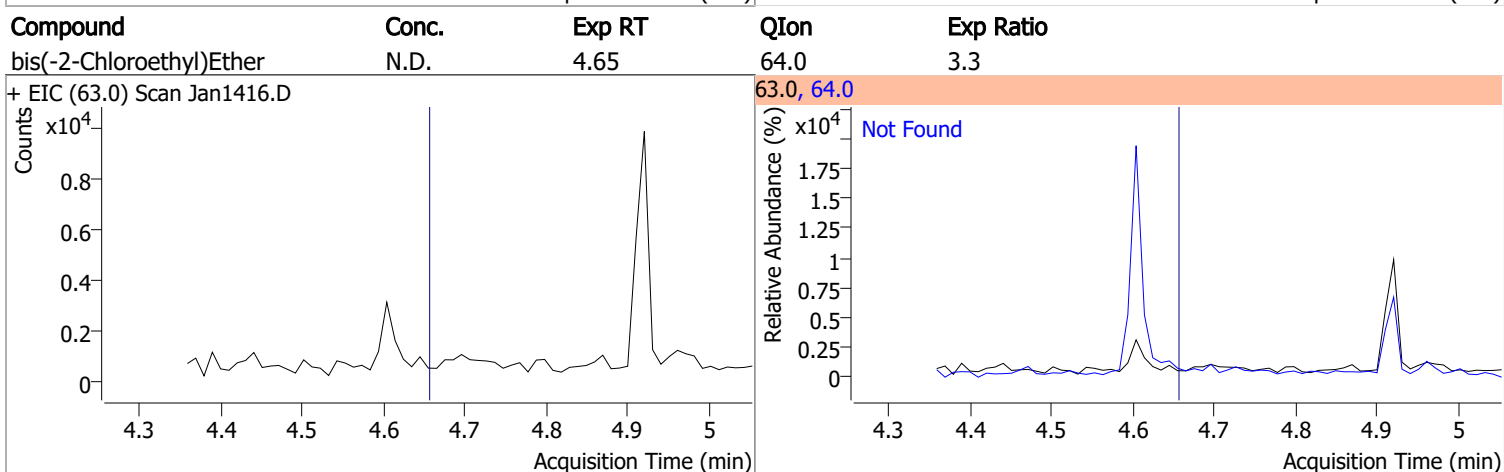 Compound Conc. Exp RT QIon Exp Ratio
bis(-2-Chloroethyl)Ether N.D. 4.65 64.0 3.3
+ EIC (63.0) Scan Jan1416.D
Counts
x10⁴
0.8
0.6
0.4
0.2
0
4.3 4.4 4.5 4.6 4.7 4.8 4.9 5
Acquisition Time (min)
63.0, 64.0
Relative Abundance (%)
x10⁴
Not Found
1.75
1.5
1.25
1
0.75
0.5
0.25
0
4.3 4.4 4.5 4.6 4.7 4.8 4.9 5
Acquisition Time (min)